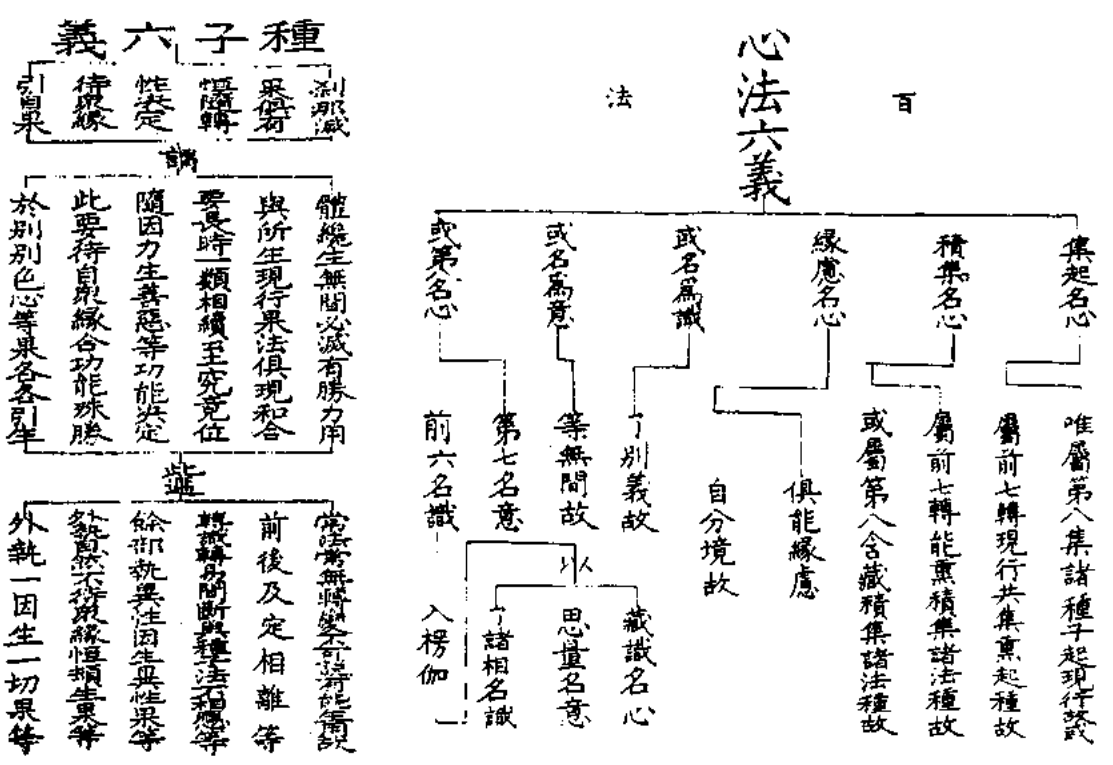 百法
心法六義
集起名心
積集名心
緣慮名心
或名為識
或名為意
或第名心
唯屬第八集諸種子起現行故或
屬前七轉現行共集熏起種故
屬前七轉能熏積集諸法種故
或屬第八含藏積集諸法種故
俱能緣慮
自分境故
了別義故
等無間故
第七名意
前六名識
入楞伽
以
藏識名心
思量名意
了諸相名識
種子六義
剎那滅
果俱有
恆隨轉
性決定
待眾緣
引自果
謂
體纔生無間必滅有勝力用
與所生現行果法俱現和合
要長時一類相續至究竟位
隨因力生善惡等功能決定
此要待自眾緣合功能殊勝
於別別色心等果各各引生
遮
常法常無轉變不可說有能生用故
前後及定相離等
轉識轉易間斷與種子法不相應等
餘部執異性因生異性果等
外執自然不待眾緣恆頓生果等
外執一因生一切果等